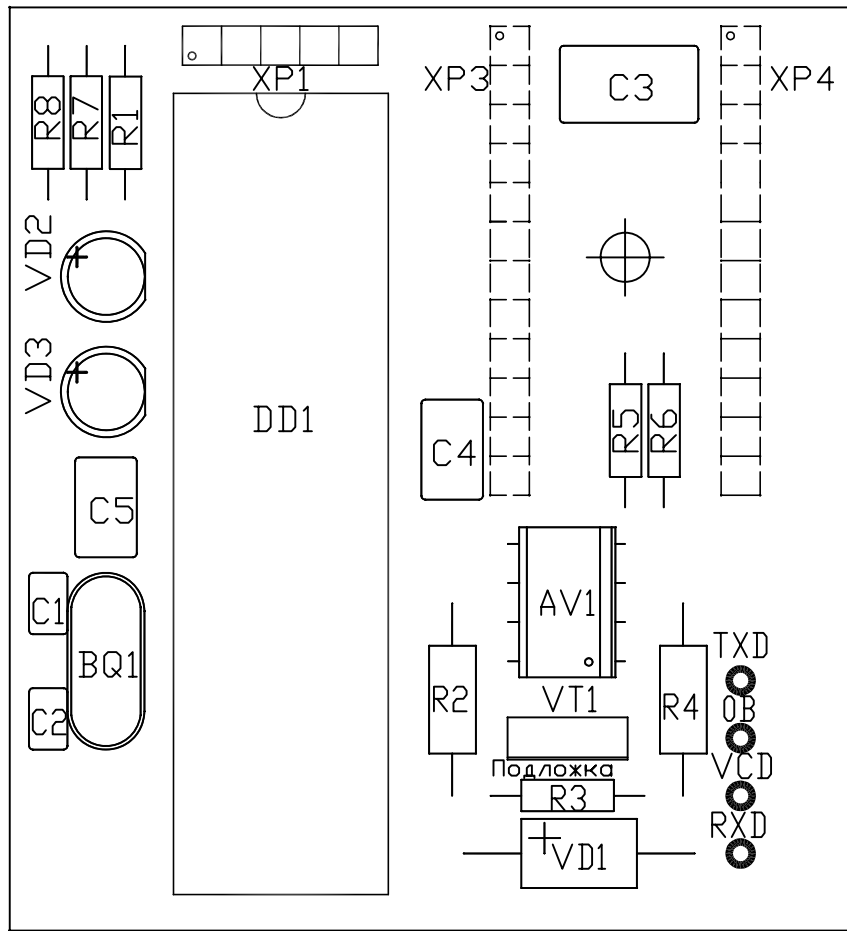 XP1
XP3
C3
XP4
R8
R7
R1
VD2
VD3
DD1
C4
R5
R6
C5
C1
BQ1
C2
AV1
R2
VT1
R4
TXD
0В
VCD
RXD
Подложка
R3
VD1